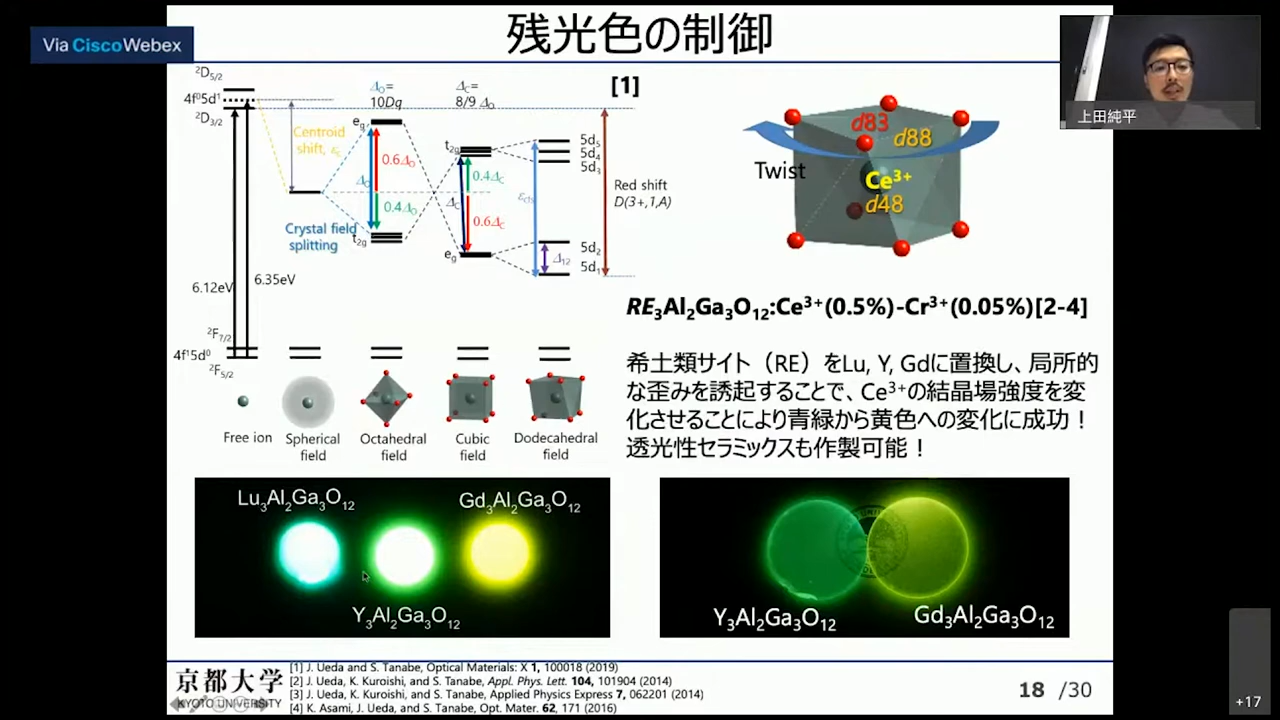 Via Cisco Webex
残光色の制御
上田純平
[1]
²D₅/₂
4f⁰5d¹
²D₃/₂
Centroid
shift, εc
Crystal field
splitting
6.12eV
6.35eV
²F₇/₂
4f¹5d⁰
²F₅/₂
Δ₀=
10Dq
e_g
0.6Δ₀
Δ₀
0.4Δ₀
t₂g
Δc=
8/9 Δ₀
t₂g
0.4Δc
Δc
0.6Δc
e_g
εcfs
5d₅
5d₄
5d₃
5d₂
Δ₁₂
5d₁
Red shift
D(3+,1,A)
Free ion
Spherical
field
Octahedral
field
Cubic
field
Dodecahedral
field
d83
d88
Twist
Ce³⁺
d48
RE₃Al₂Ga₃O₁₂:Ce³⁺(0.5%)-Cr³⁺(0.05%)[2-4]
希土類サイト（RE）をLu, Y, Gdに置換し、局所的
な歪みを誘起することで、Ce³⁺の結晶場強度を変
化させることにより青緑から黄色への変化に成功！
透光性セラミックスも作製可能！
Lu₃Al₂Ga₃O₁₂
Gd₃Al₂Ga₃O₁₂
Y₃Al₂Ga₃O₁₂
Y₃Al₂Ga₃O₁₂
Gd₃Al₂Ga₃O₁₂
京都大学
KYOTO UNIVERSITY
[1] J. Ueda and S. Tanabe, Optical Materials: X 1, 100018 (2019)
[2] J. Ueda, K. Kuroishi, and S. Tanabe, Appl. Phys. Lett. 104, 101904 (2014)
[3] J. Ueda, K. Kuroishi, and S. Tanabe, Applied Physics Express 7, 062201 (2014)
[4] K. Asami, J. Ueda, and S. Tanabe, Opt. Mater. 62, 171 (2016)
18 /30
+17